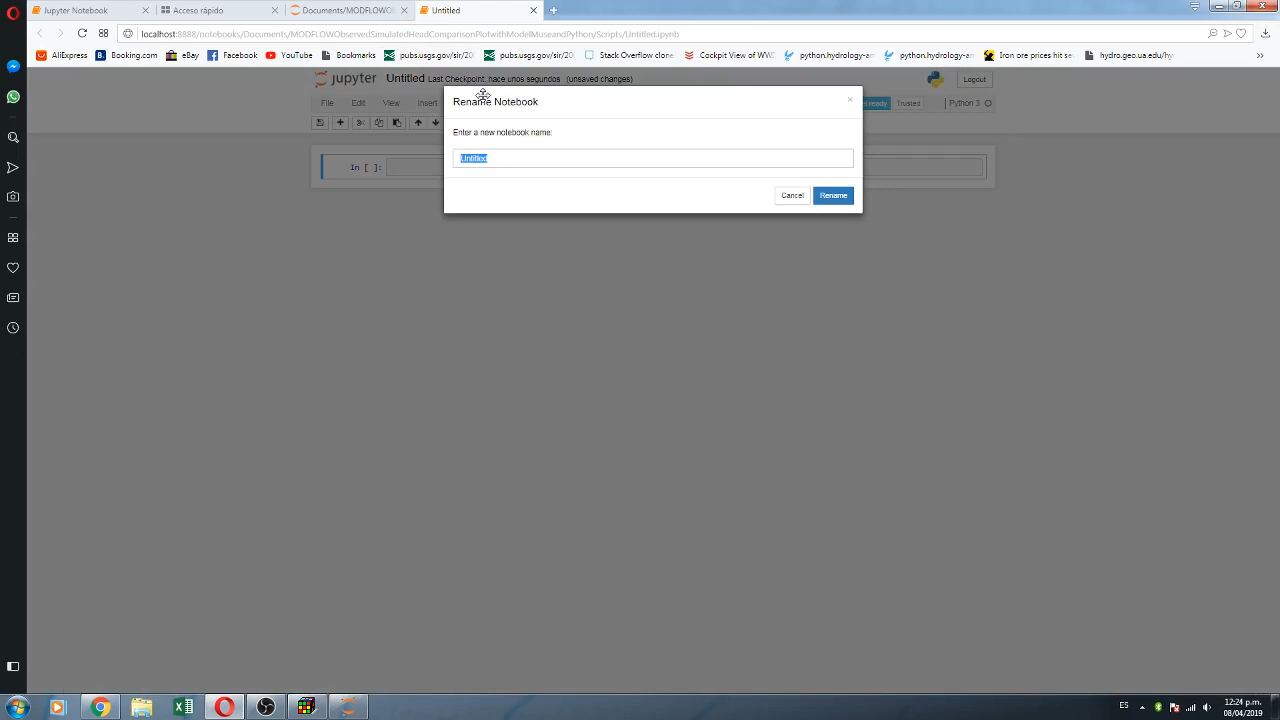 Jupyter Notebook
Acceso rápido
Documents/MODFLOWO
Untitled
localhost:8888/notebooks/Documents/MODFLOWObservedSimulatedHeadComparisonPlotwithModelMuseandPython/Scripts/Untitled.ipynb
AliExpress
Booking.com
eBay
Facebook
YouTube
Bookmarks
pubs.usgs.gov/sir/20
pubs.usgs.gov/sir/20
Stack Overflow clone
Cockpit View of WW
python.hydrology-am
python.hydrology-am
Iron ore prices hit se
hydro.geo.ua.edu/hy
jupyter Untitled Last Checkpoint: hace unos segundos (unsaved changes)
Logout
File Edit View Insert
ready Trusted Python 3
In [ ]:
Rename Notebook
×
Enter a new notebook name:
Untitled
Cancel Rename
ES
12:24 p.m.
08/04/2019